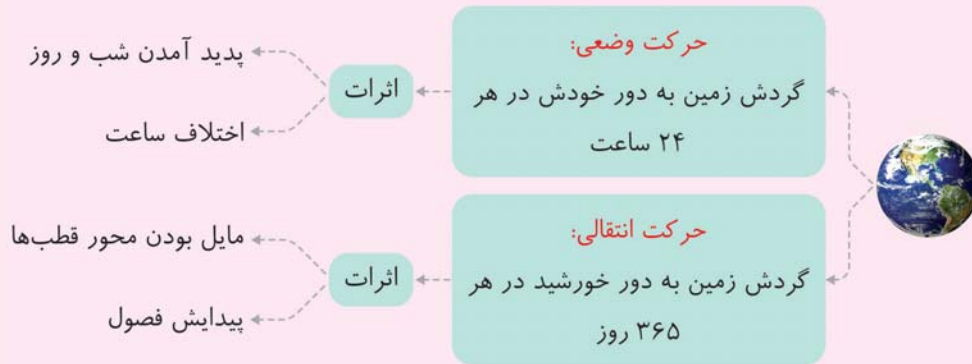 حرکت وضعی:
گردش زمین به دور خودش در هر
۲۴ ساعت
اثرات
پدید آمدن شب و روز
اختلاف ساعت
حرکت انتقالی:
گردش زمین به دور خورشید در هر
۳۶۵ روز
اثرات
مایل بودن محور قطب‌ها
پیدایش فصول